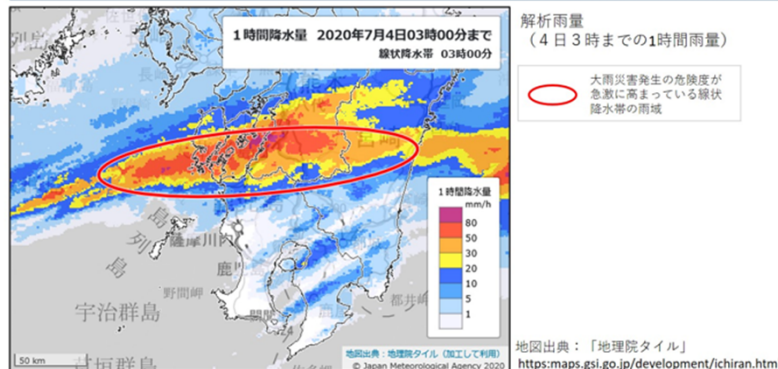 1時間降水量 2020年7月4日03時00分まで
線状降水帯 03時00分
解析雨量
(4日3時までの1時間雨量)
大雨災害発生の危険度が
急激に高まっている線状
降水帯の雨域
宮崎
島
列
島
薩摩川内
鹿
野間岬
宇治群島
都井岬
1時間降水量
mm/h
80
50
30
20
10
5
1
50 km
地図出典:地理院タイル(加工して利用)
© Japan Meteorological Agency 2020
地図出典:「地理院タイル」
https:maps.gsi.go.jp/development/ichiran.htm